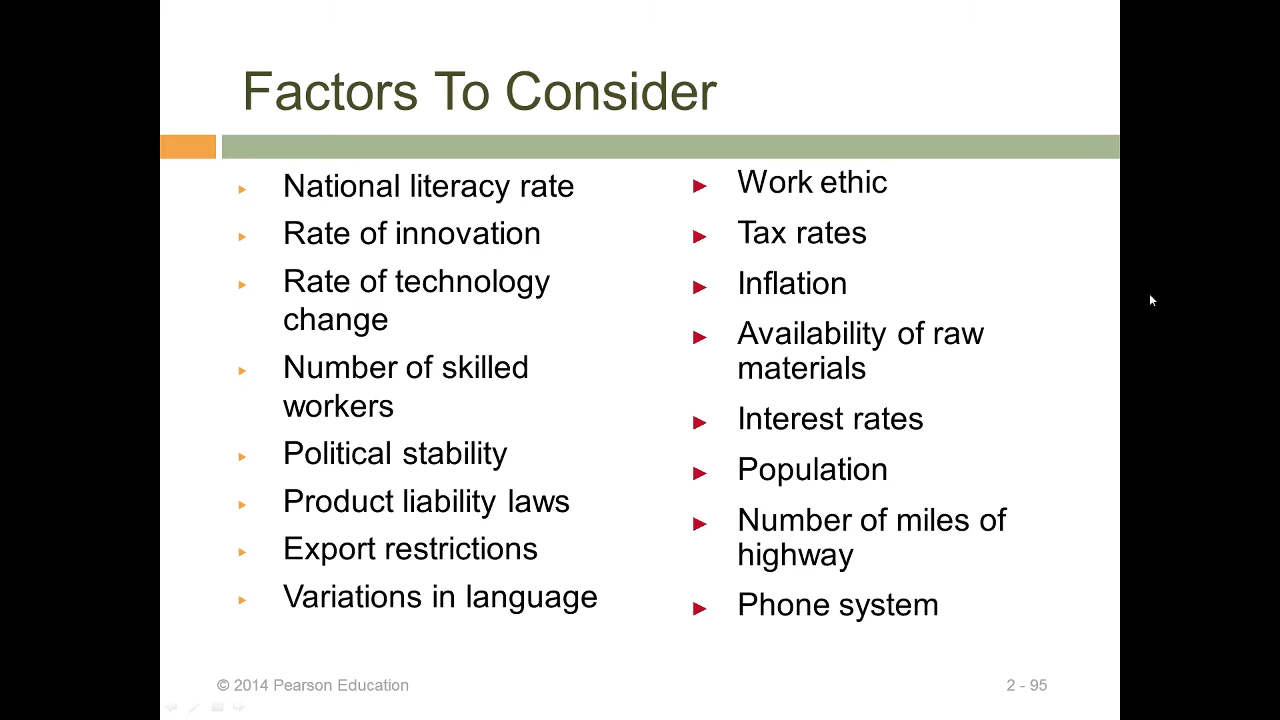 Factors To Consider
National literacy rate
Rate of innovation
Rate of technology
change
Number of skilled
workers
Political stability
Product liability laws
Export restrictions
Variations in language
Work ethic
Tax rates
Inflation
Availability of raw
materials
Interest rates
Population
Number of miles of
highway
Phone system
© 2014 Pearson Education
2 - 95